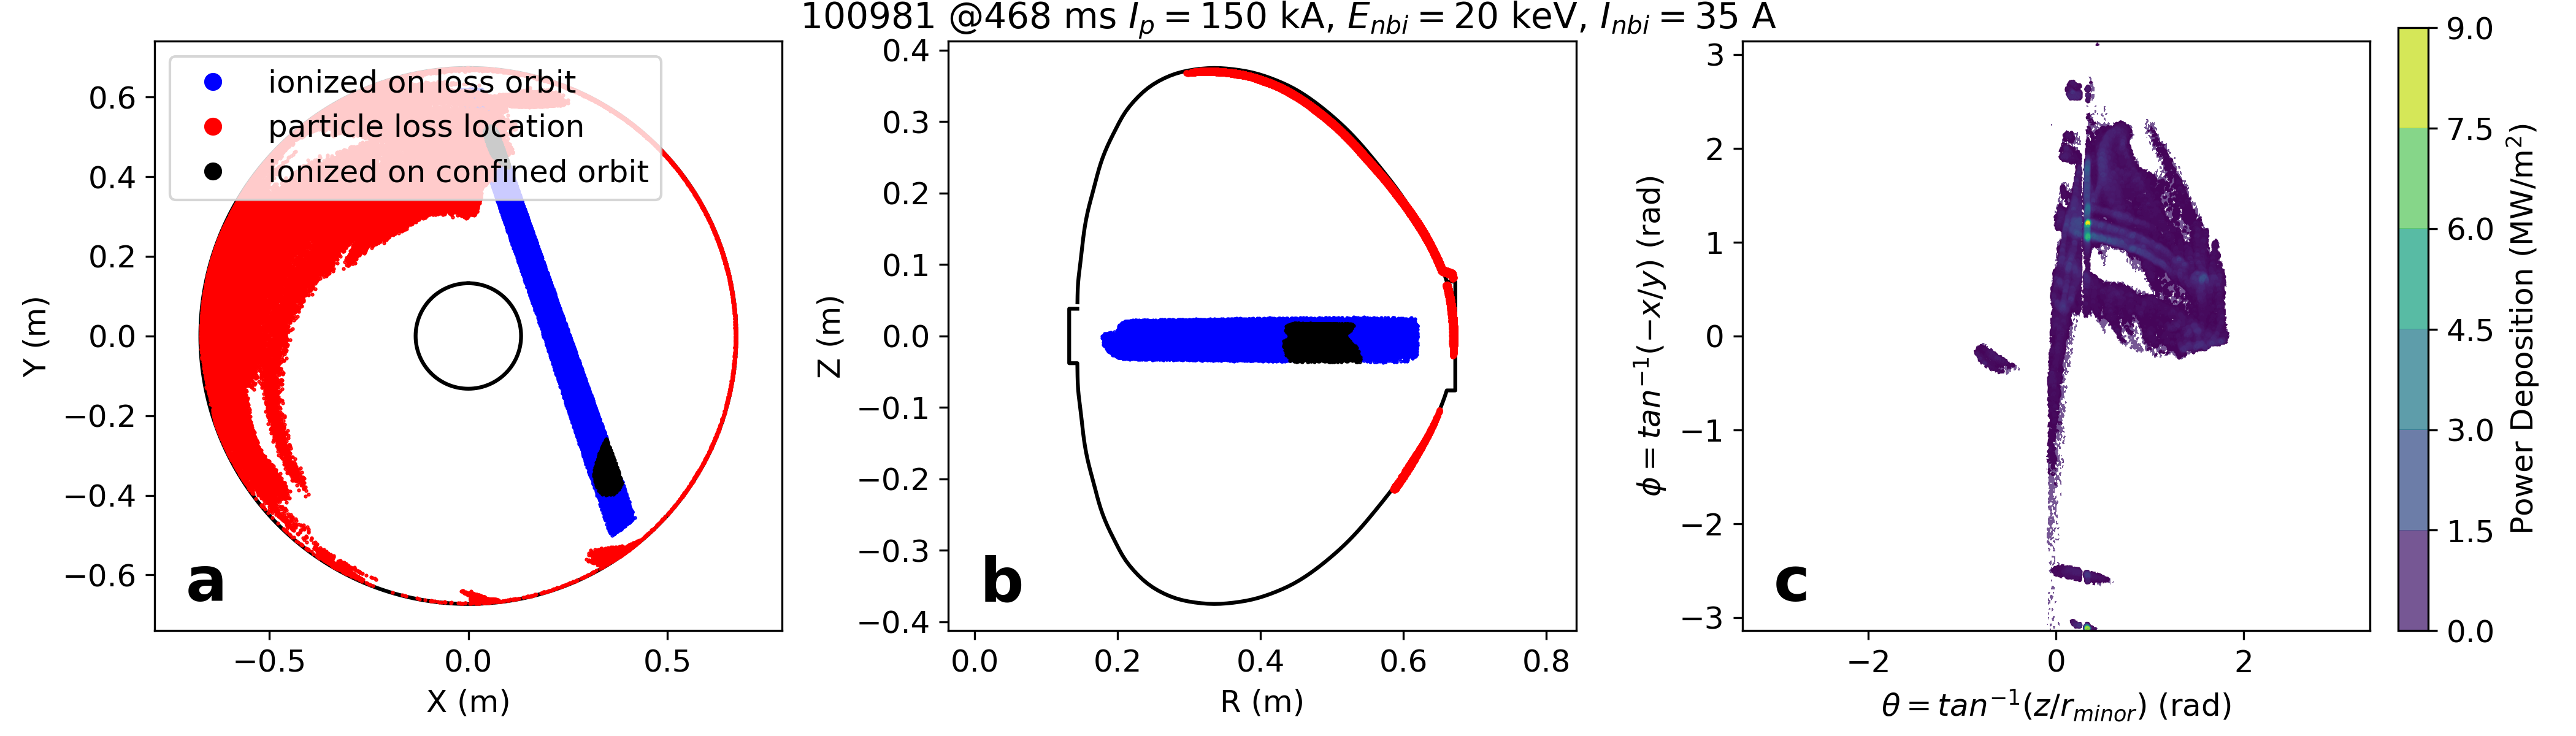 100981 @468 ms I_p = 150 kA, E_nbi = 20 keV, I_nbi = 35 A
ionized on loss orbit
particle loss location
ionized on confined orbit
0.6
0.4
0.2
0.0
−0.2
−0.4
−0.6
Y (m)
a
−0.5
0.0
0.5
X (m)
0.4
0.3
0.2
0.1
0.0
−0.1
−0.2
−0.3
−0.4
Z (m)
b
0.0
0.2
0.4
0.6
0.8
R (m)
3
2
1
0
−1
−2
−3
ϕ = tan⁻¹(−x/y) (rad)
c
−2
0
2
θ = tan⁻¹(z/r_minor) (rad)
9.0
7.5
6.0
4.5
3.0
1.5
0.0
Power Deposition (MW/m²)